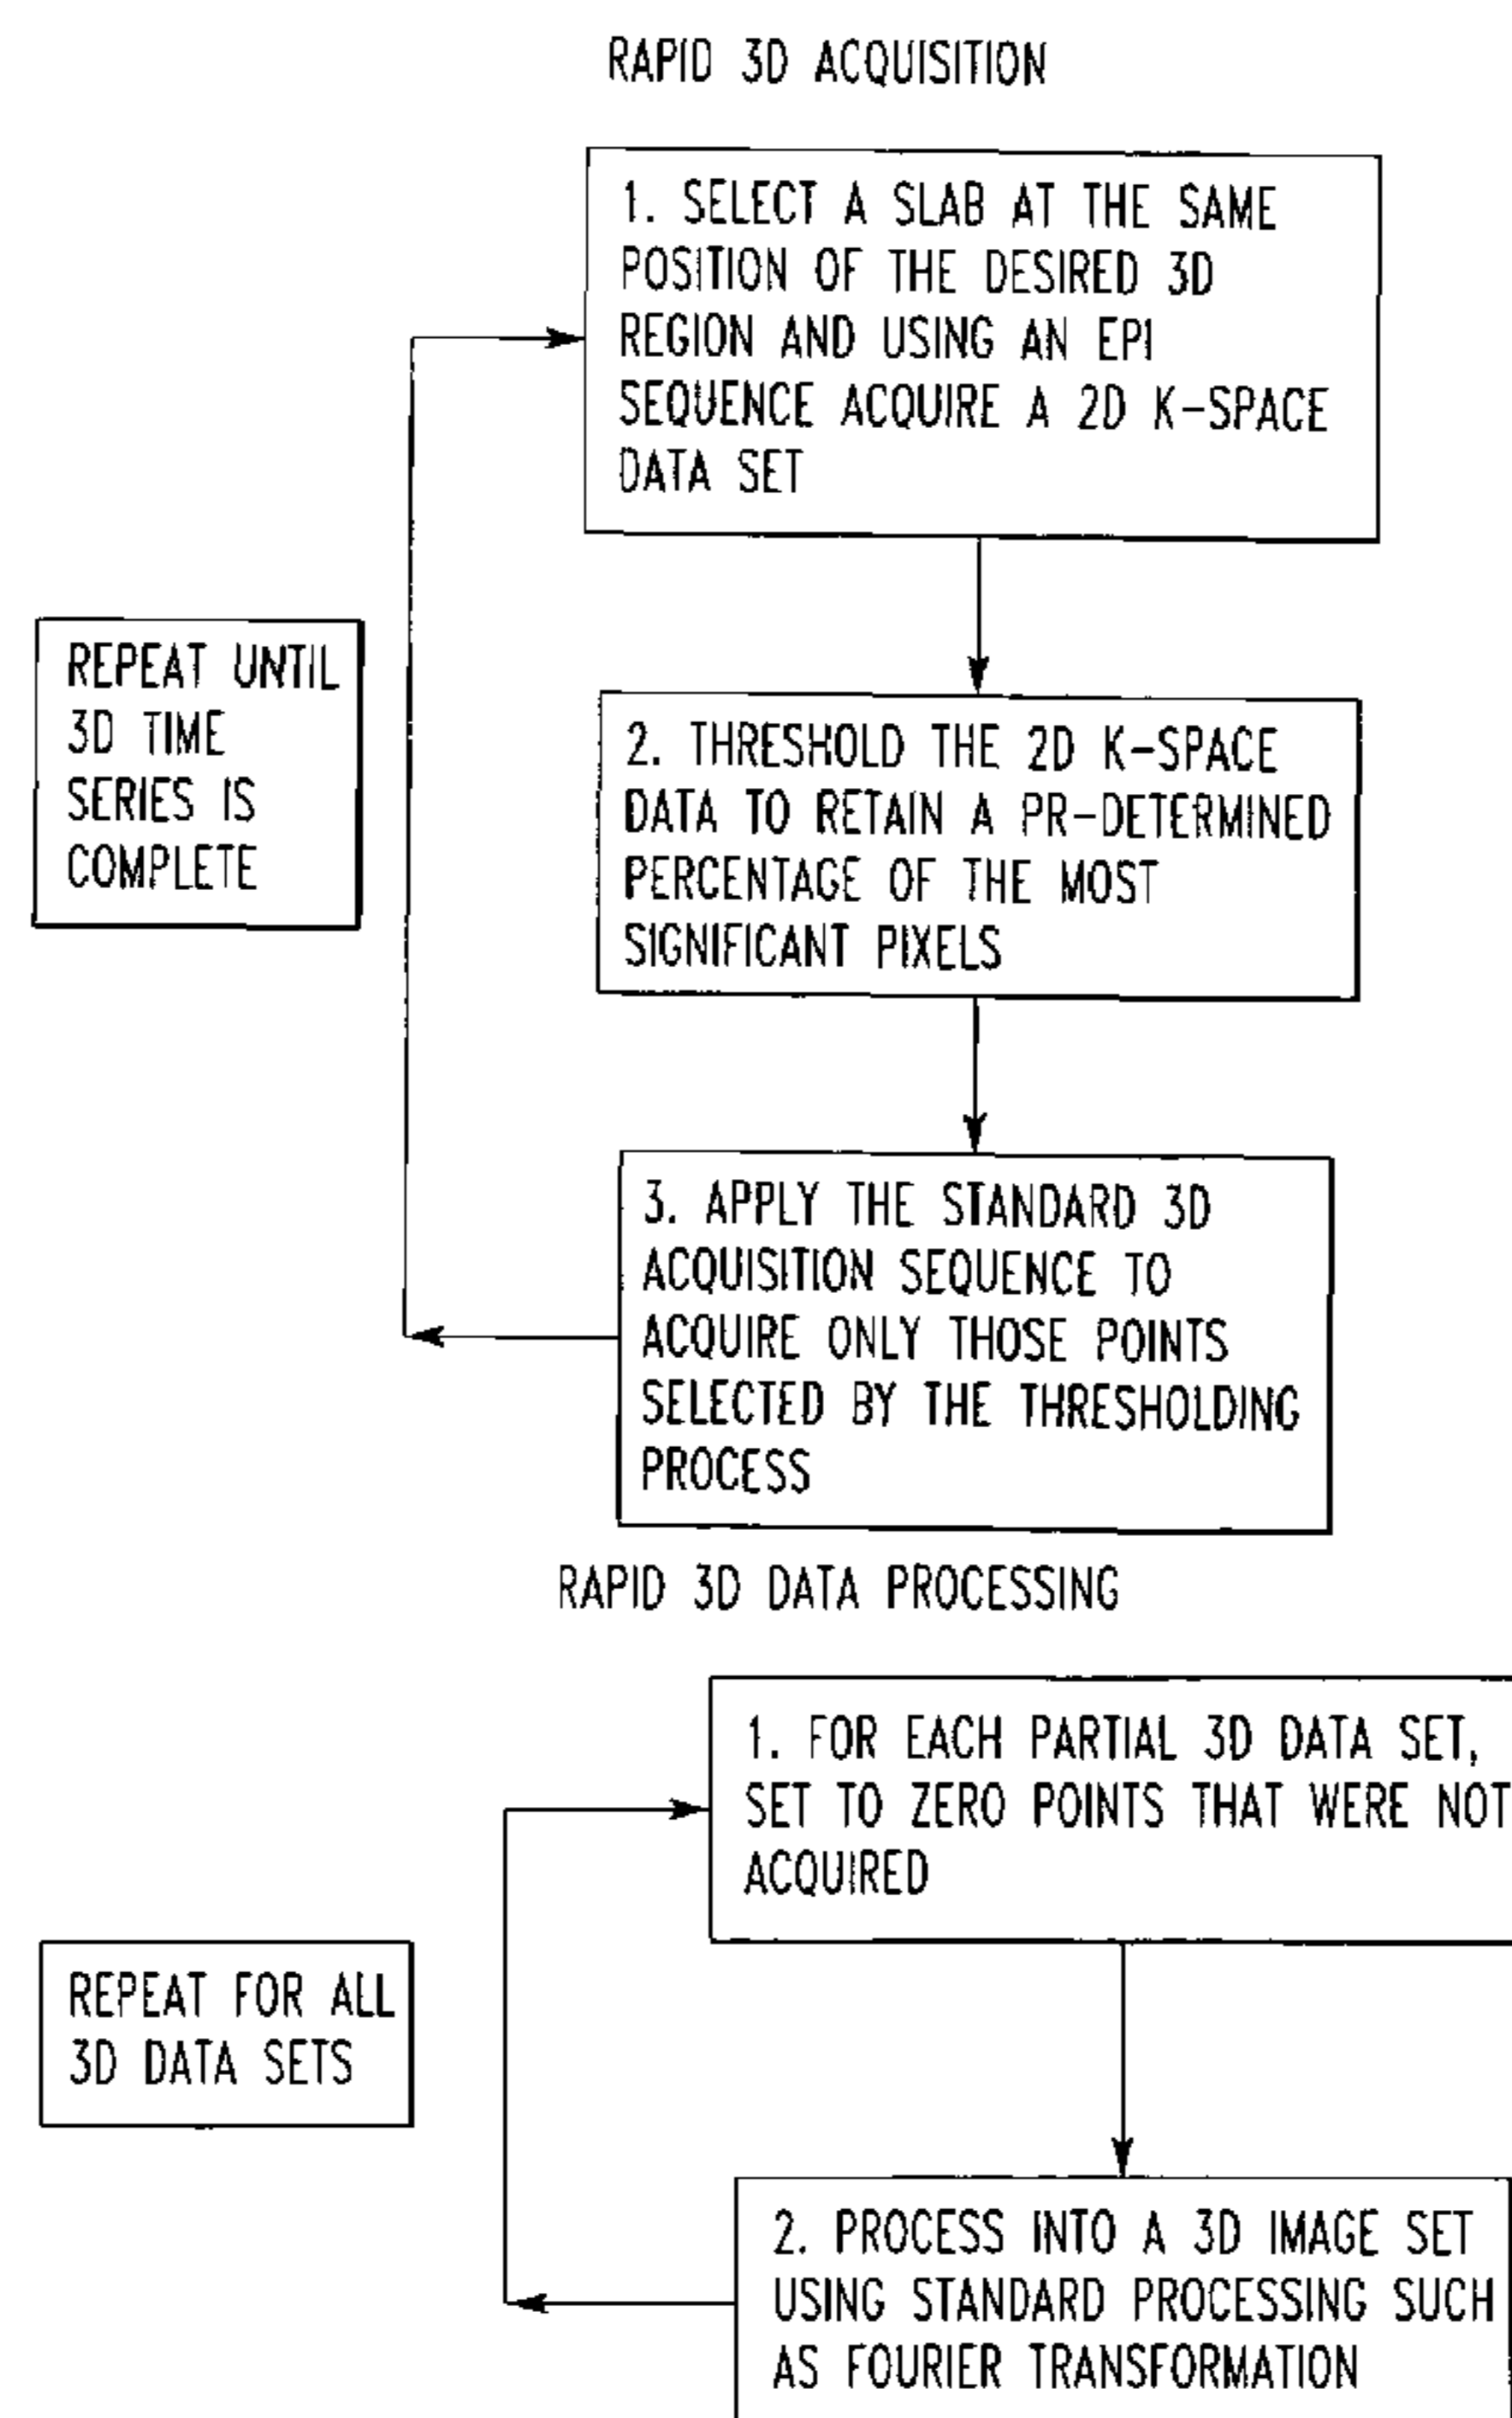 RAPID 3D ACQUISITION
1. SELECT A SLAB AT THE SAME
POSITION OF THE DESIRED 3D
REGION AND USING AN EPI
SEQUENCE ACQUIRE A 2D K-SPACE
DATA SET
REPEAT UNTIL
3D TIME
SERIES IS
COMPLETE
2. THRESHOLD THE 2D K-SPACE
DATA TO RETAIN A PR-DETERMINED
PERCENTAGE OF THE MOST
SIGNIFICANT PIXELS
3. APPLY THE STANDARD 3D
ACQUISITION SEQUENCE TO
ACQUIRE ONLY THOSE POINTS
SELECTED BY THE THRESHOLDING
PROCESS
RAPID 3D DATA PROCESSING
1. FOR EACH PARTIAL 3D DATA SET,
SET TO ZERO POINTS THAT WERE NOT
ACQUIRED
REPEAT FOR ALL
3D DATA SETS
2. PROCESS INTO A 3D IMAGE SET
USING STANDARD PROCESSING SUCH
AS FOURIER TRANSFORMATION